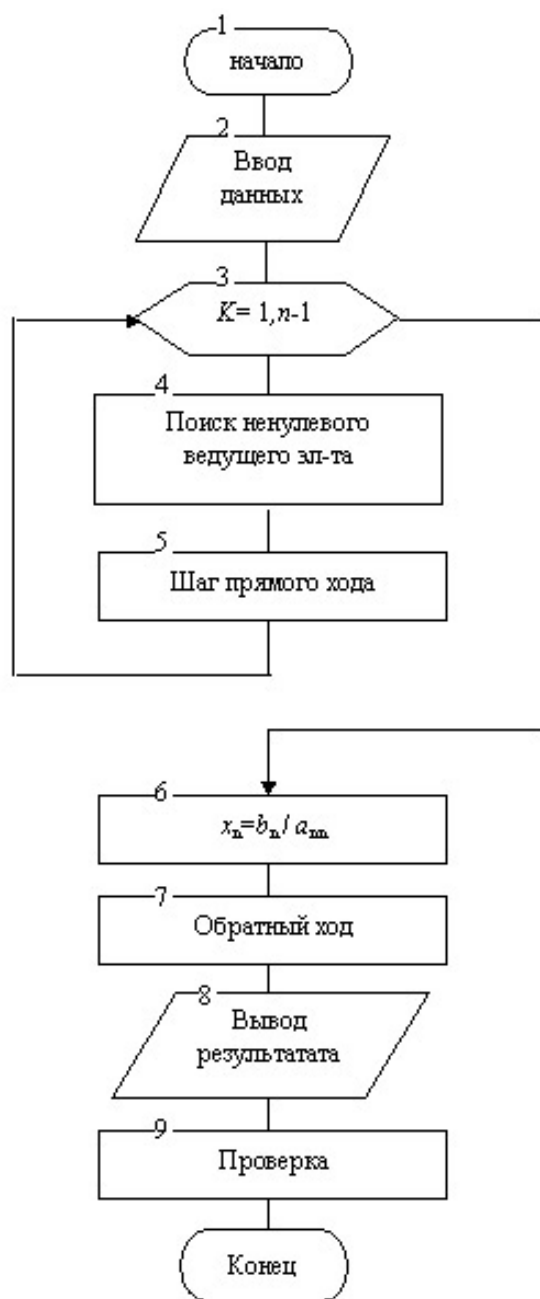 1
начало
2
Ввод
данных
3
K= 1,n-1
4
Поиск ненулевого
ведущего эл-та
5
Шаг прямого хода
6
xn=bn/ ann
7
Обратный ход
8
Вывод
результатата
9
Проверка
Конец